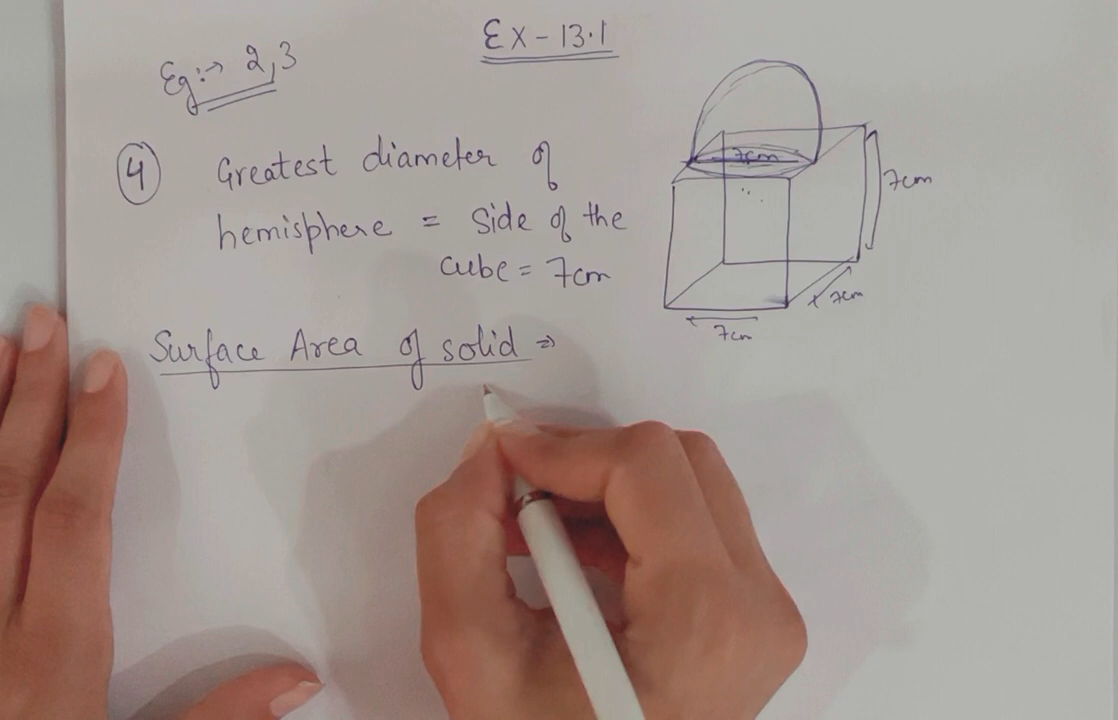 Ex-13.1
Eg:→ 2,3
4 Greatest diameter of
hemisphere = side of the
cube = 7cm
7cm
7cm
7cm
7cm
Surface Area of solid ⇒